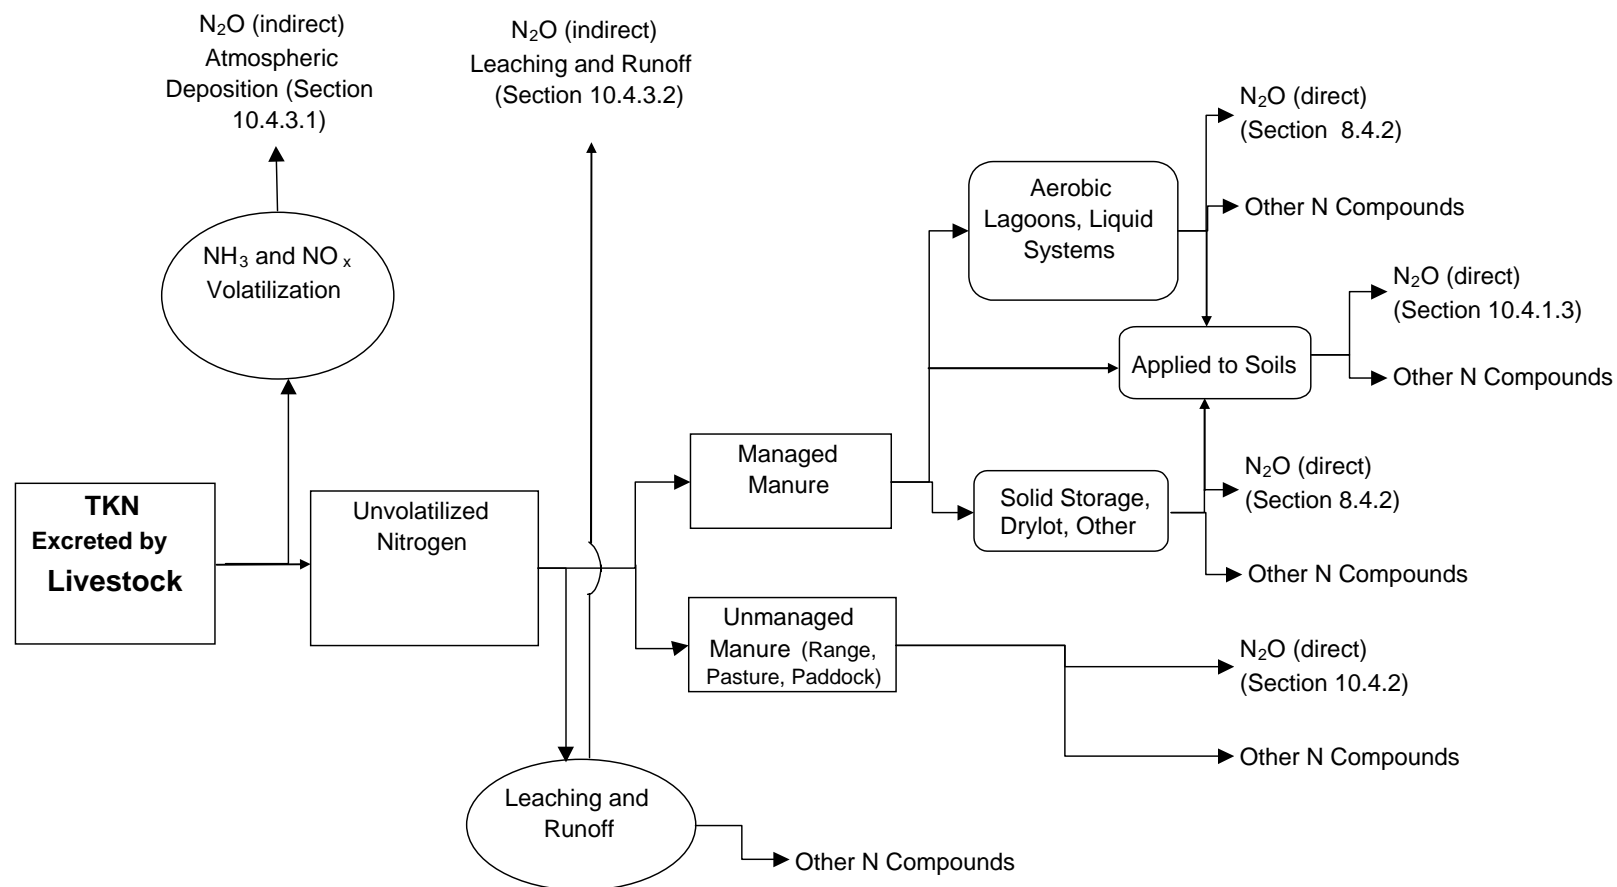 N₂O (indirect)
Atmospheric
Deposition (Section
10.4.3.1)
N₂O (indirect)
Leaching and Runoff
(Section 10.4.3.2)
N₂O (direct)
(Section 8.4.2)
Aerobic
Lagoons, Liquid
Systems
Other N Compounds
NH₃ and NOₓ
Volatilization
N₂O (direct)
(Section 10.4.1.3)
Applied to Soils
Other N Compounds
Managed
Manure
N₂O (direct)
(Section 8.4.2)
Solid Storage,
Drylot, Other
TKN
Excreted by
Livestock
Unvolatilized
Nitrogen
Other N Compounds
Unmanaged
Manure (Range,
Pasture, Paddock)
N₂O (direct)
(Section 10.4.2)
Other N Compounds
Leaching and
Runoff
Other N Compounds